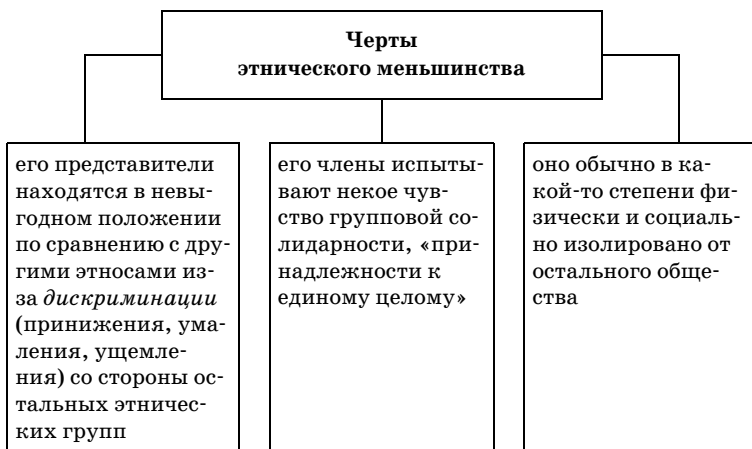 Черты
этнического меньшинства
его представители
находятся в невы-
годном положении
по сравнению с дру-
гими этносами из-
за дискриминации
(принижения, ума-
ления, ущемле-
ния) со стороны ос-
тальных этничес-
ких групп
его члены испыты-
вают некое чув-
ство групповой со-
лидарности, «при-
надлежности к
единому целому»
оно обычно в ка-
кой-то степени фи-
зически и социаль-
но изолировано от
остального обще-
ства